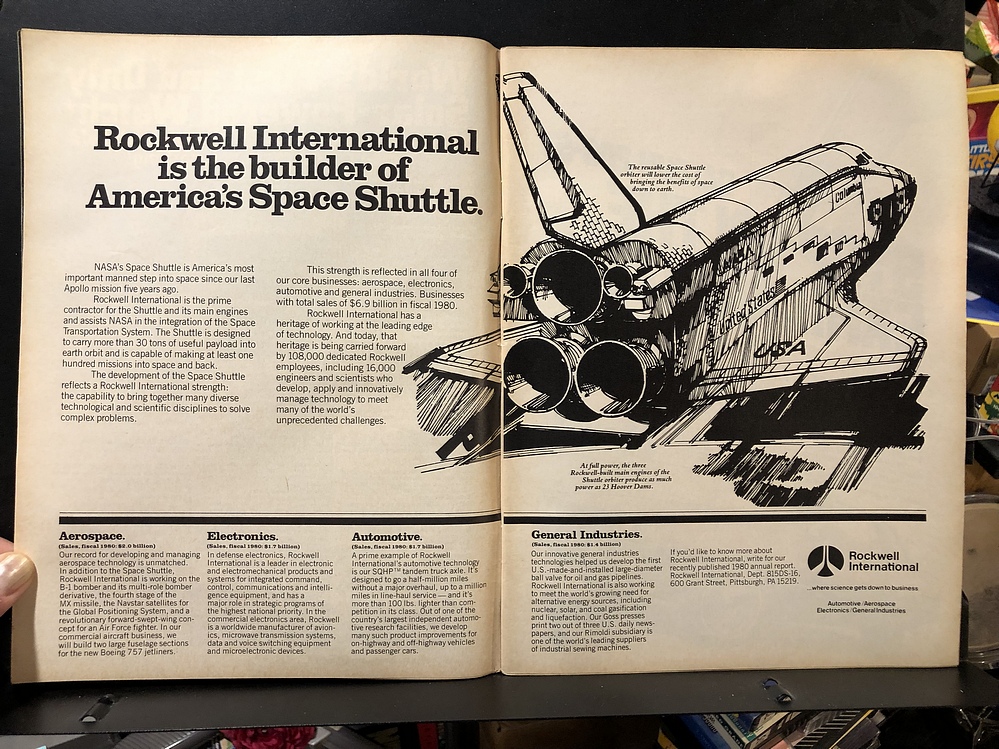 Rockwell International
is the builder of
America's Space Shuttle.
NASA's Space Shuttle is America's most
important manned step into space since our last
Apollo mission five years ago.
Rockwell International is the prime
contractor for the Shuttle and its main engines
and assists NASA in the integration of the Space
Transportation System. The Shuttle is designed
to carry more than 30 tons of useful payload into
earth orbit and is capable of making at least one
hundred missions into space and back.
The development of the Space Shuttle
reflects a Rockwell International strength:
the capability to bring together many diverse
technological and scientific disciplines to solve
complex problems.
This strength is reflected in all four of
our core businesses: aerospace, electronics,
automotive and general industries. Businesses
with total sales of $6.9 billion in fiscal 1980.
Rockwell International has a
heritage of working at the leading edge
of technology. And today, that
heritage is being carried forward
by 108,000 dedicated Rockwell
employees, including 16,000
engineers and scientists who
develop, apply and innovatively
manage technology to meet
many of the world's
unprecedented challenges.
The reusable Space Shuttle
orbiter will lower the cost of
bringing the benefits of space
down to earth.
Columbia
United States
NASA
At full power, the three
Rockwell-built main engines of the
Shuttle orbiter produce as much
power as 23 Hoover Dams.
Aerospace.
(Sales, fiscal 1980: $2.0 billion)
Our record for developing and managing
aerospace technology is unmatched.
In addition to the Space Shuttle,
Rockwell International is working on the
B-1 bomber and its multi-role bomber
derivative, the fourth stage of the
MX missile, the Navstar satellites for
the Global Positioning System, and a
revolutionary forward-swept-wing con-
cept for an Air Force fighter. In our
commercial aircraft business, we
will build two large fuselage sections
for the new Boeing 757 jetliners.
Electronics.
(Sales, fiscal 1980: $1.7 billion)
In defense electronics, Rockwell
International is a leader in electronic
and electromechanical products and
systems for integrated command,
control, communications and intelli-
gence equipment, and has a
major role in strategic programs of
the highest national priority. In the
commercial electronics area, Rockwell
is a worldwide manufacturer of avion-
ics, microwave transmission systems,
data and voice switching equipment
and microelectronic devices.
Automotive.
(Sales, fiscal 1980: $1.7 billion)
A prime example of Rockwell
International's automotive technology
is our SQHP™ tandem truck axle. It's
designed to go a half-million miles
without a major overhaul, up to a million
miles in line-haul service—and it's
more than 100 lbs. lighter than com-
petition in its class. Out of one of the
country's largest independent automo-
tive research facilities, we develop
many such product improvements for
on-highway and off-highway vehicles
and passenger cars.
General Industries.
(Sales, fiscal 1980: $1.4 billion)
Our innovative general industries
technologies helped us develop the first
U.S.-made-and-installed large-diameter
ball valve for oil and gas pipelines.
Rockwell International is also working
to meet the world's growing need for
alternative energy sources, including
nuclear, solar, and coal gasification
and liquefaction. Our Goss presses
print two out of three U.S. daily news-
papers, and our Rimoldi subsidiary is
one of the world's leading suppliers
of industrial sewing machines.
If you'd like to know more about
Rockwell International, write for our
recently published 1980 annual report.
Rockwell International, Dept. 815DS-16,
600 Grant Street, Pittsburgh, PA 15219.
Rockwell
International
...where science gets down to business
Automotive/Aerospace
Electronics/General Industries